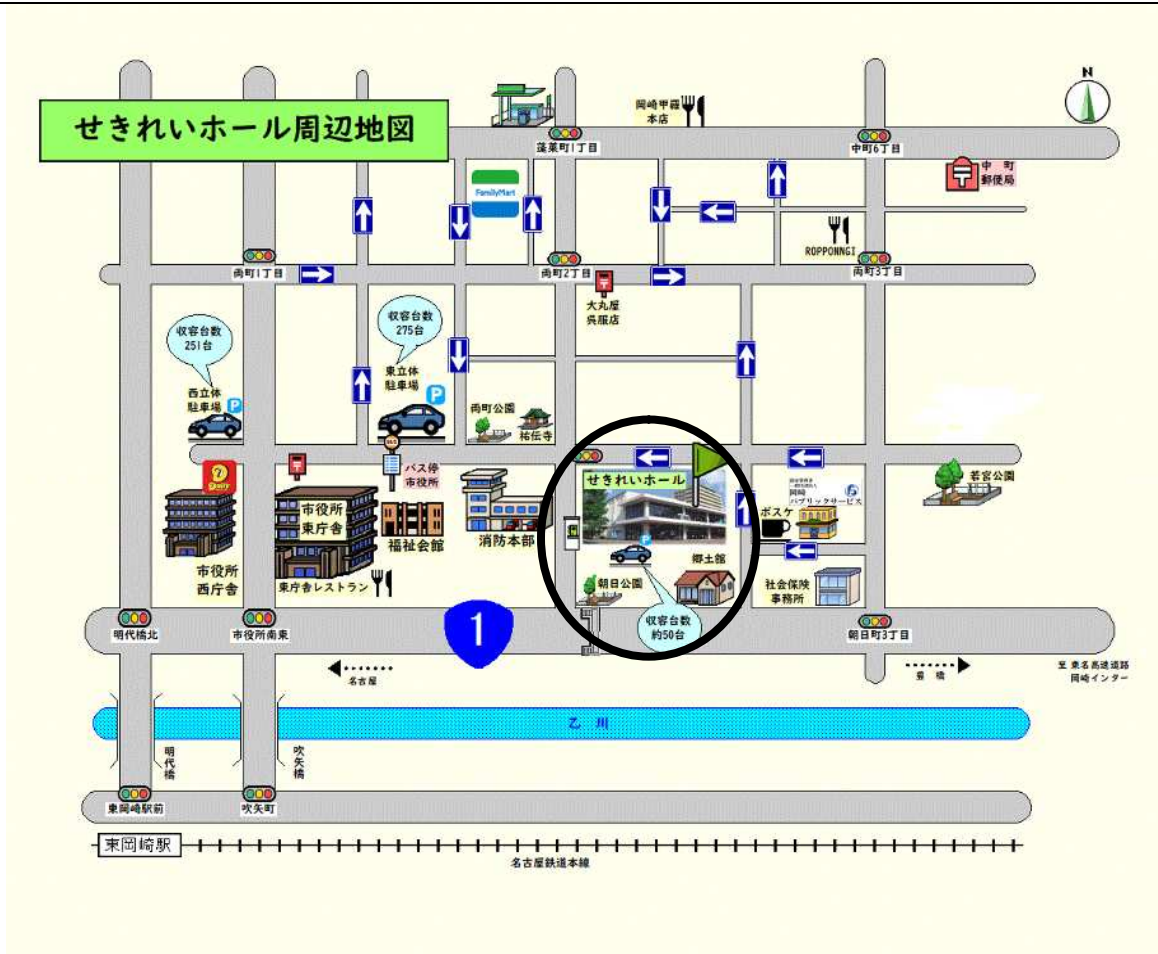 せきれいホール周辺地図
N
岡崎甲羅
本店
蓬莱町1丁目
中町6丁目
中町
郵便局
FamilyMart
ROPPONNGI
両町1丁目
両町2丁目
両町3丁目
大丸屋
呉服店
収容台数
251台
収容台数
275台
西立体
駐車場
P
東立体
駐車場
P
両町公園
祐伝寺
バス停
市役所
せきれいホール
岡崎
パブリックサービス
若宮公園
Daily
市役所
東庁舎
福祉会館
消防本部
ボスケ
P
郷土館
市役所
西庁舎
東庁舎レストラン
朝日公園
社会保険
事務所
収容台数
約50台
1
明代橋北
市役所南東
朝日町3丁目
名古屋
豊橋
至 東名高速道路
岡崎インター
乙川
明代橋
吹矢橋
東岡崎駅前
吹矢町
東岡崎駅
名古屋鉄道本線